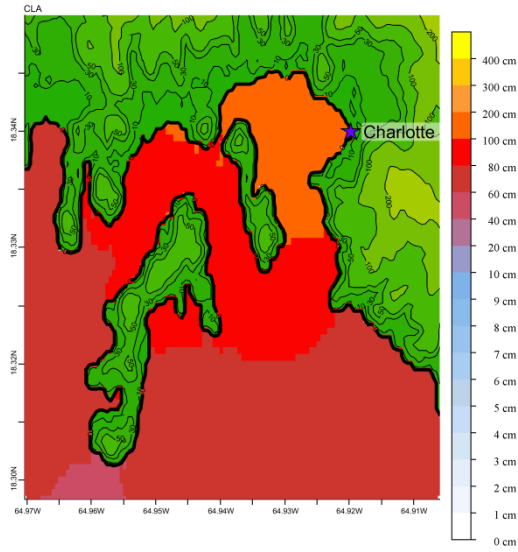 CLA
Charlotte
18.34N
18.33N
18.32N
18.30N
64.97W 64.96W 64.95W 64.94W 64.93W 64.92W 64.91W
400 cm
300 cm
200 cm
100 cm
80 cm
60 cm
40 cm
20 cm
10 cm
9 cm
8 cm
7 cm
6 cm
5 cm
4 cm
3 cm
2 cm
1 cm
0 cm